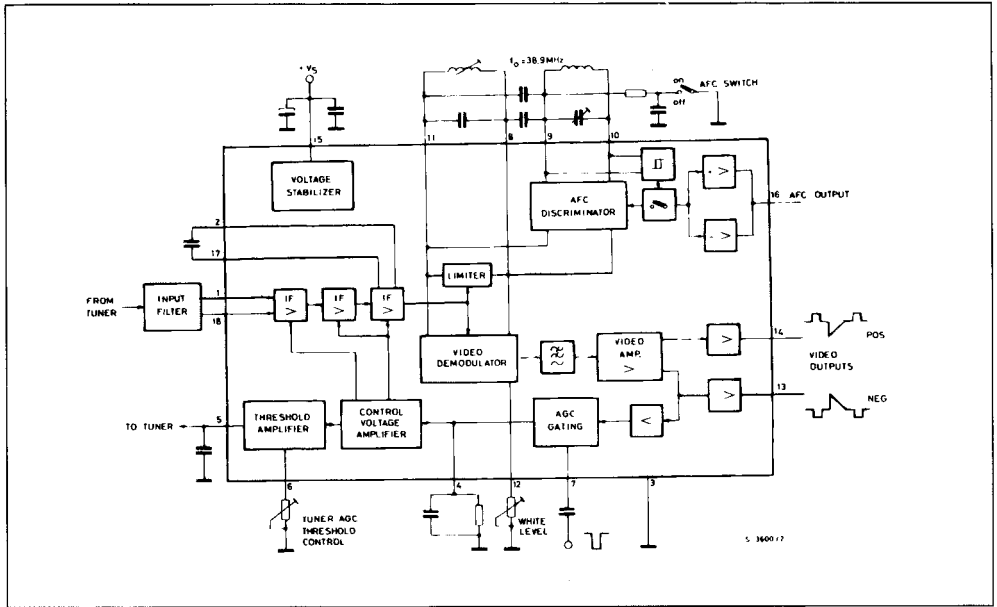 f₀ = 38.9MHz
+ Vs
on
AFC SWITCH
off
15
11
8
9
10
VOLTAGE
STABILIZER
AFC
DISCRIMINATOR
16
AFC OUTPUT
2
17
LIMITER
FROM
TUNER
INPUT
FILTER
1
18
IF
IF
IF
VIDEO
DEMODULATOR
VIDEO
AMP.
14
POS
VIDEO
OUTPUTS
13
NEG
TO TUNER
5
THRESHOLD
AMPLIFIER
CONTROL
VOLTAGE
AMPLIFIER
AGC
GATING
6
4
12
7
3
TUNER AGC
THRESHOLD
CONTROL
WHITE
LEVEL
S-3600/2